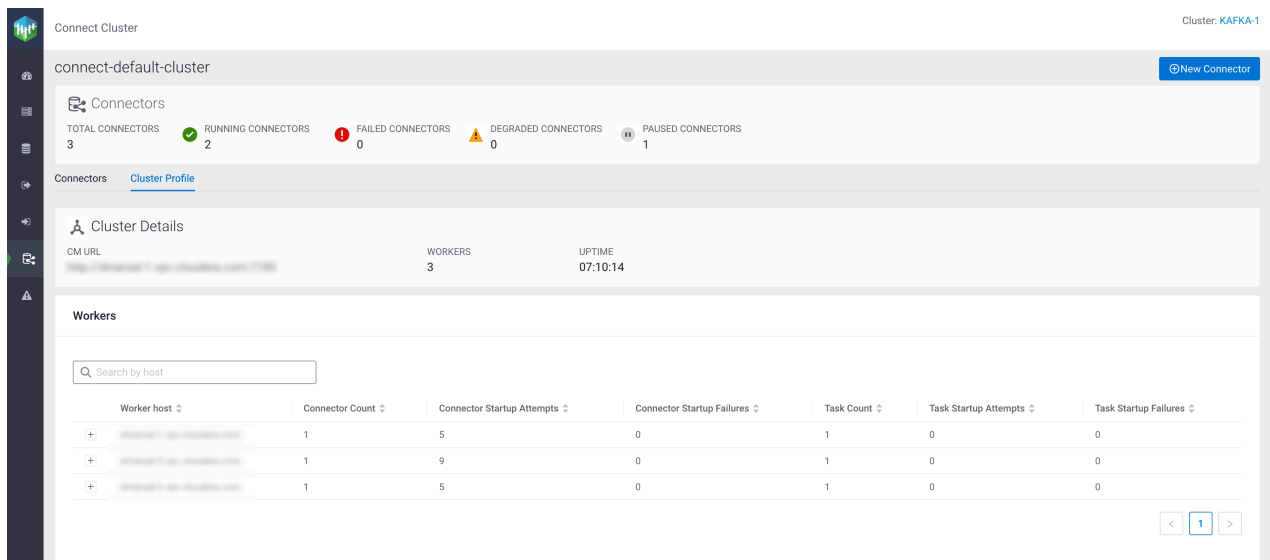 Connect Cluster
Cluster: KAFKA-1
connect-default-cluster
New Connector
Connectors
TOTAL CONNECTORS RUNNING CONNECTORS FAILED CONNECTORS DEGRADED CONNECTORS PAUSED CONNECTORS
3 2 0 0 1
Connectors Cluster Profile
Cluster Details
CM URL WORKERS UPTIME
3 07:10:14
Workers
Search by host
Worker host Connector Count Connector Startup Attempts Connector Startup Failures Task Count Task Startup Attempts Task Startup Failures
1 5 0 1 0 0
1 9 0 1 0 0
1 5 0 1 0 0
< 1 >